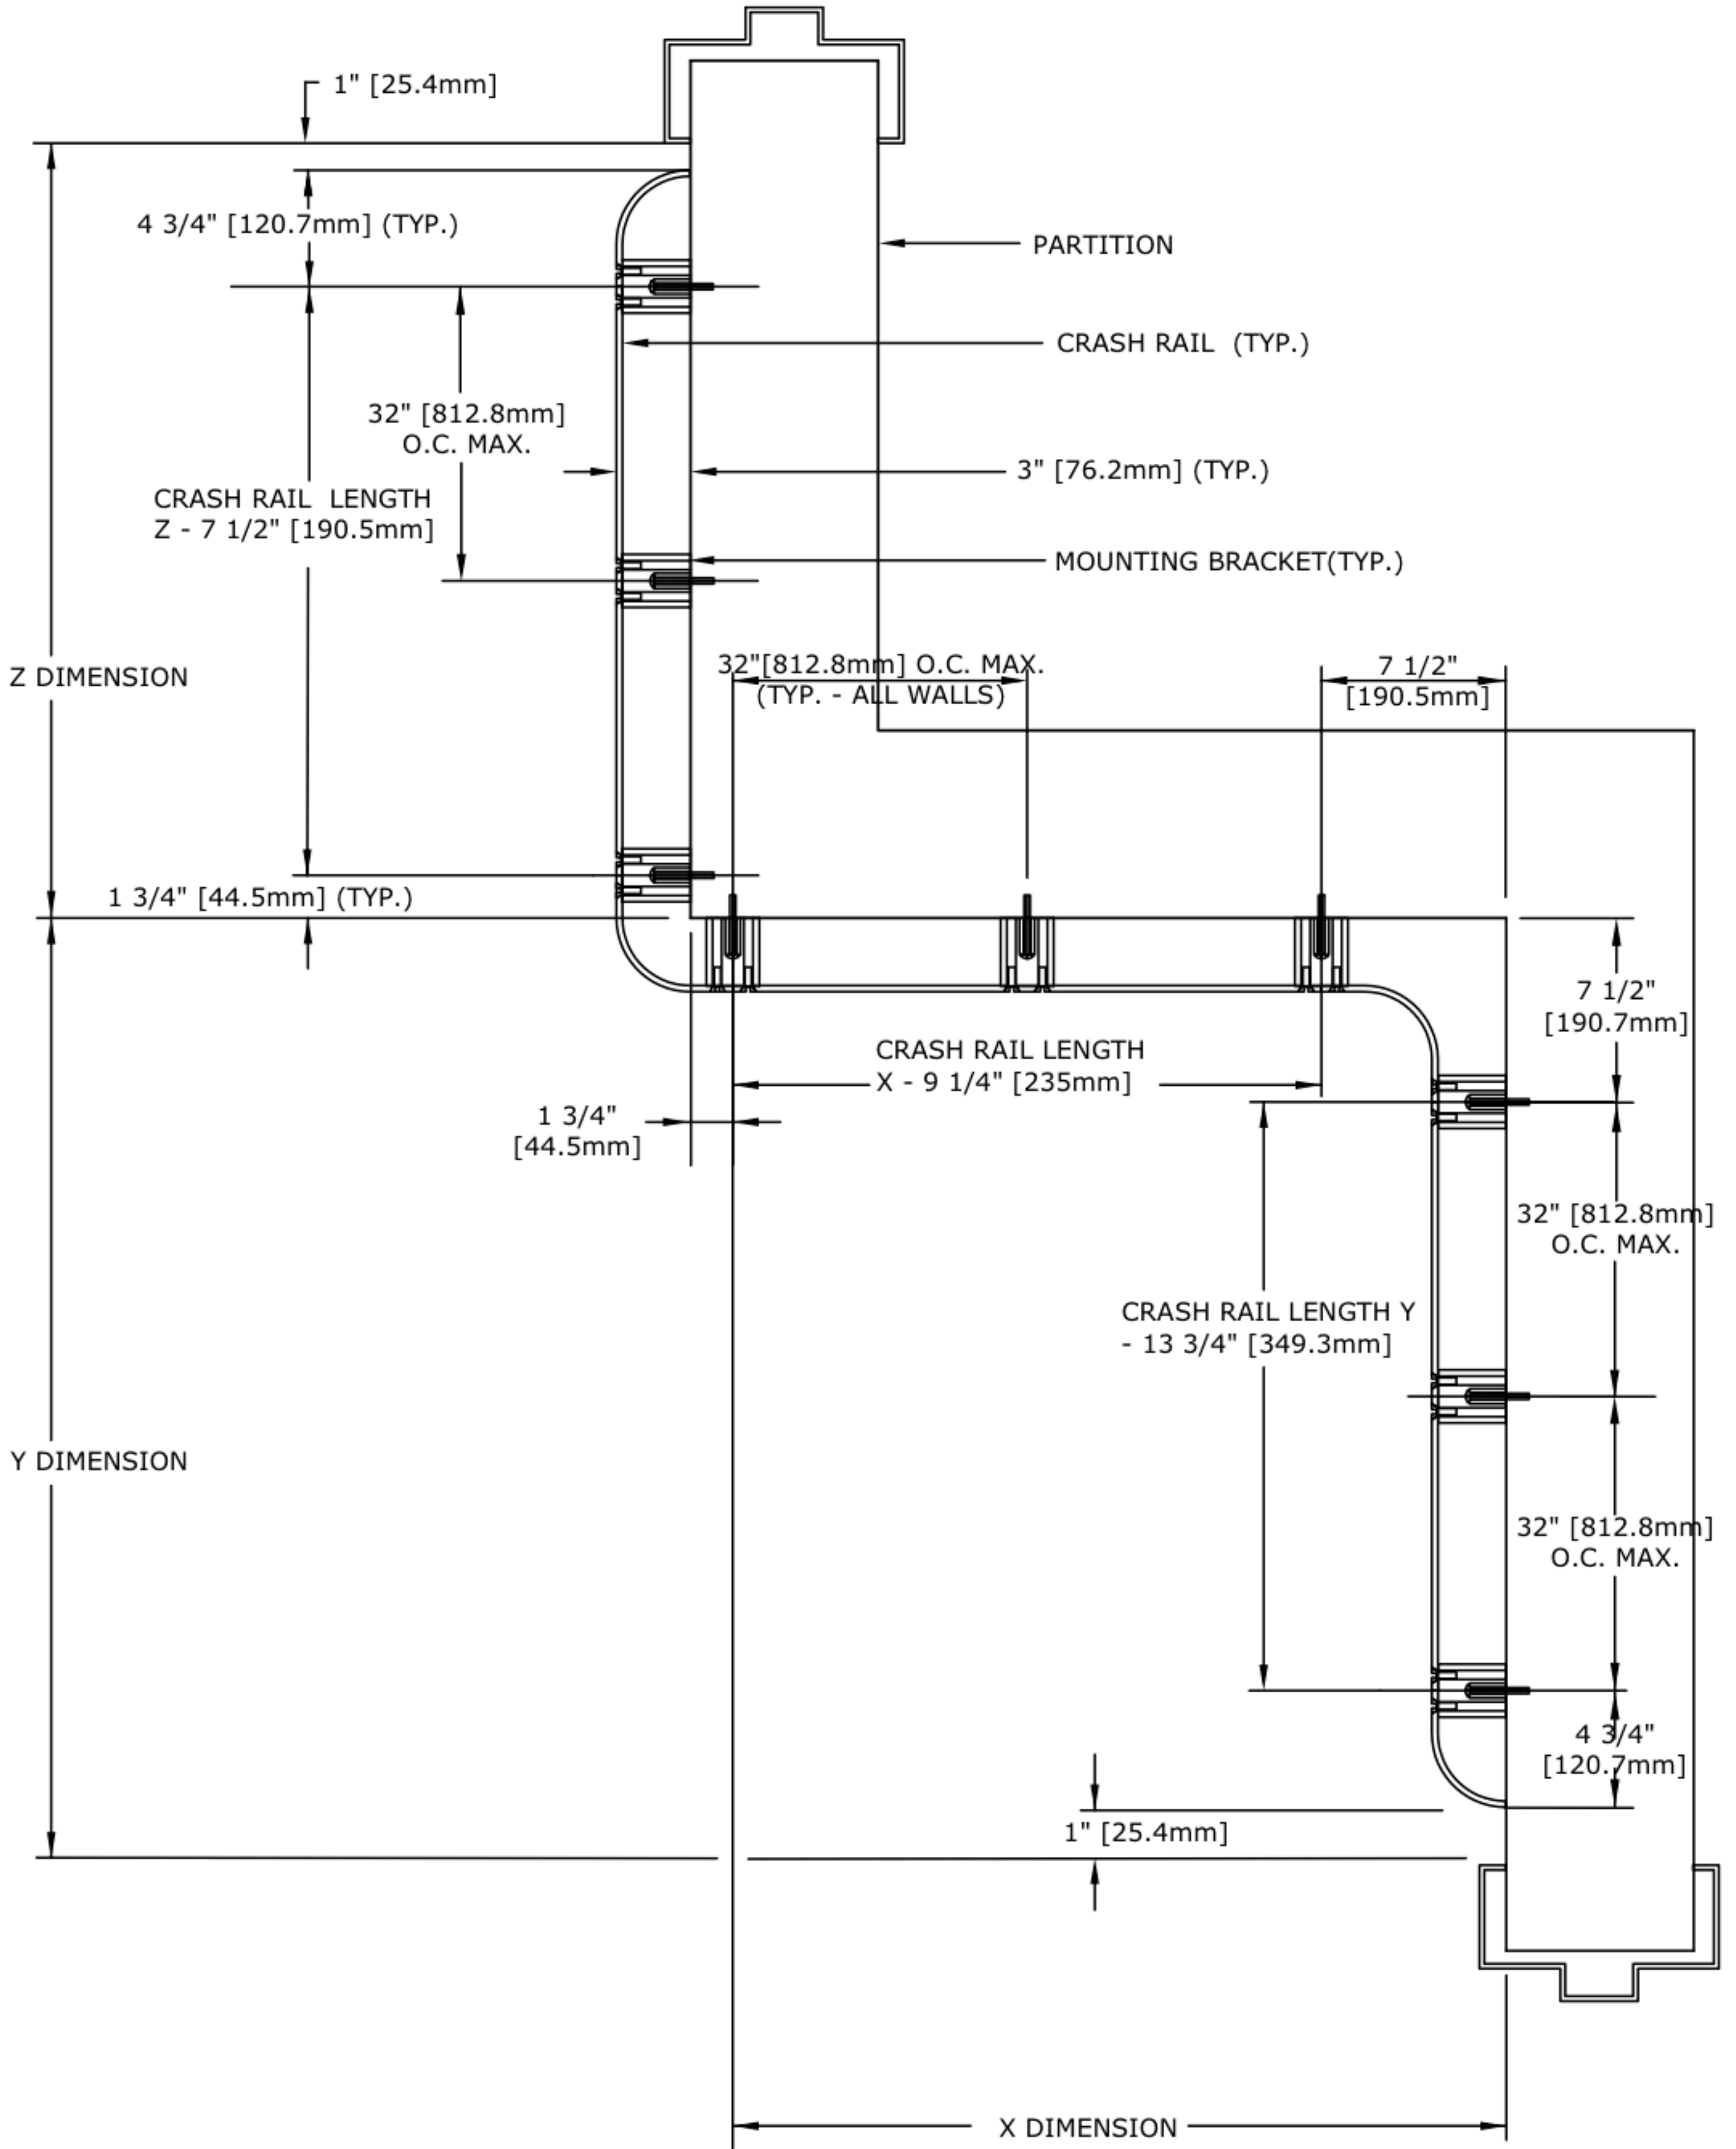 1" [25.4mm]
4 3/4" [120.7mm] (TYP.)
PARTITION
CRASH RAIL (TYP.)
32" [812.8mm]
O.C. MAX.
3" [76.2mm] (TYP.)
CRASH RAIL LENGTH
Z - 7 1/2" [190.5mm]
MOUNTING BRACKET(TYP.)
Z DIMENSION
32"[812.8mm] O.C. MAX.
(TYP. - ALL WALLS)
7 1/2"
[190.5mm]
1 3/4" [44.5mm] (TYP.)
7 1/2"
[190.7mm]
CRASH RAIL LENGTH
X - 9 1/4" [235mm]
1 3/4"
[44.5mm]
32" [812.8mm]
O.C. MAX.
CRASH RAIL LENGTH Y
- 13 3/4" [349.3mm]
Y DIMENSION
32" [812.8mm]
O.C. MAX.
4 3/4"
[120.7mm]
1" [25.4mm]
X DIMENSION